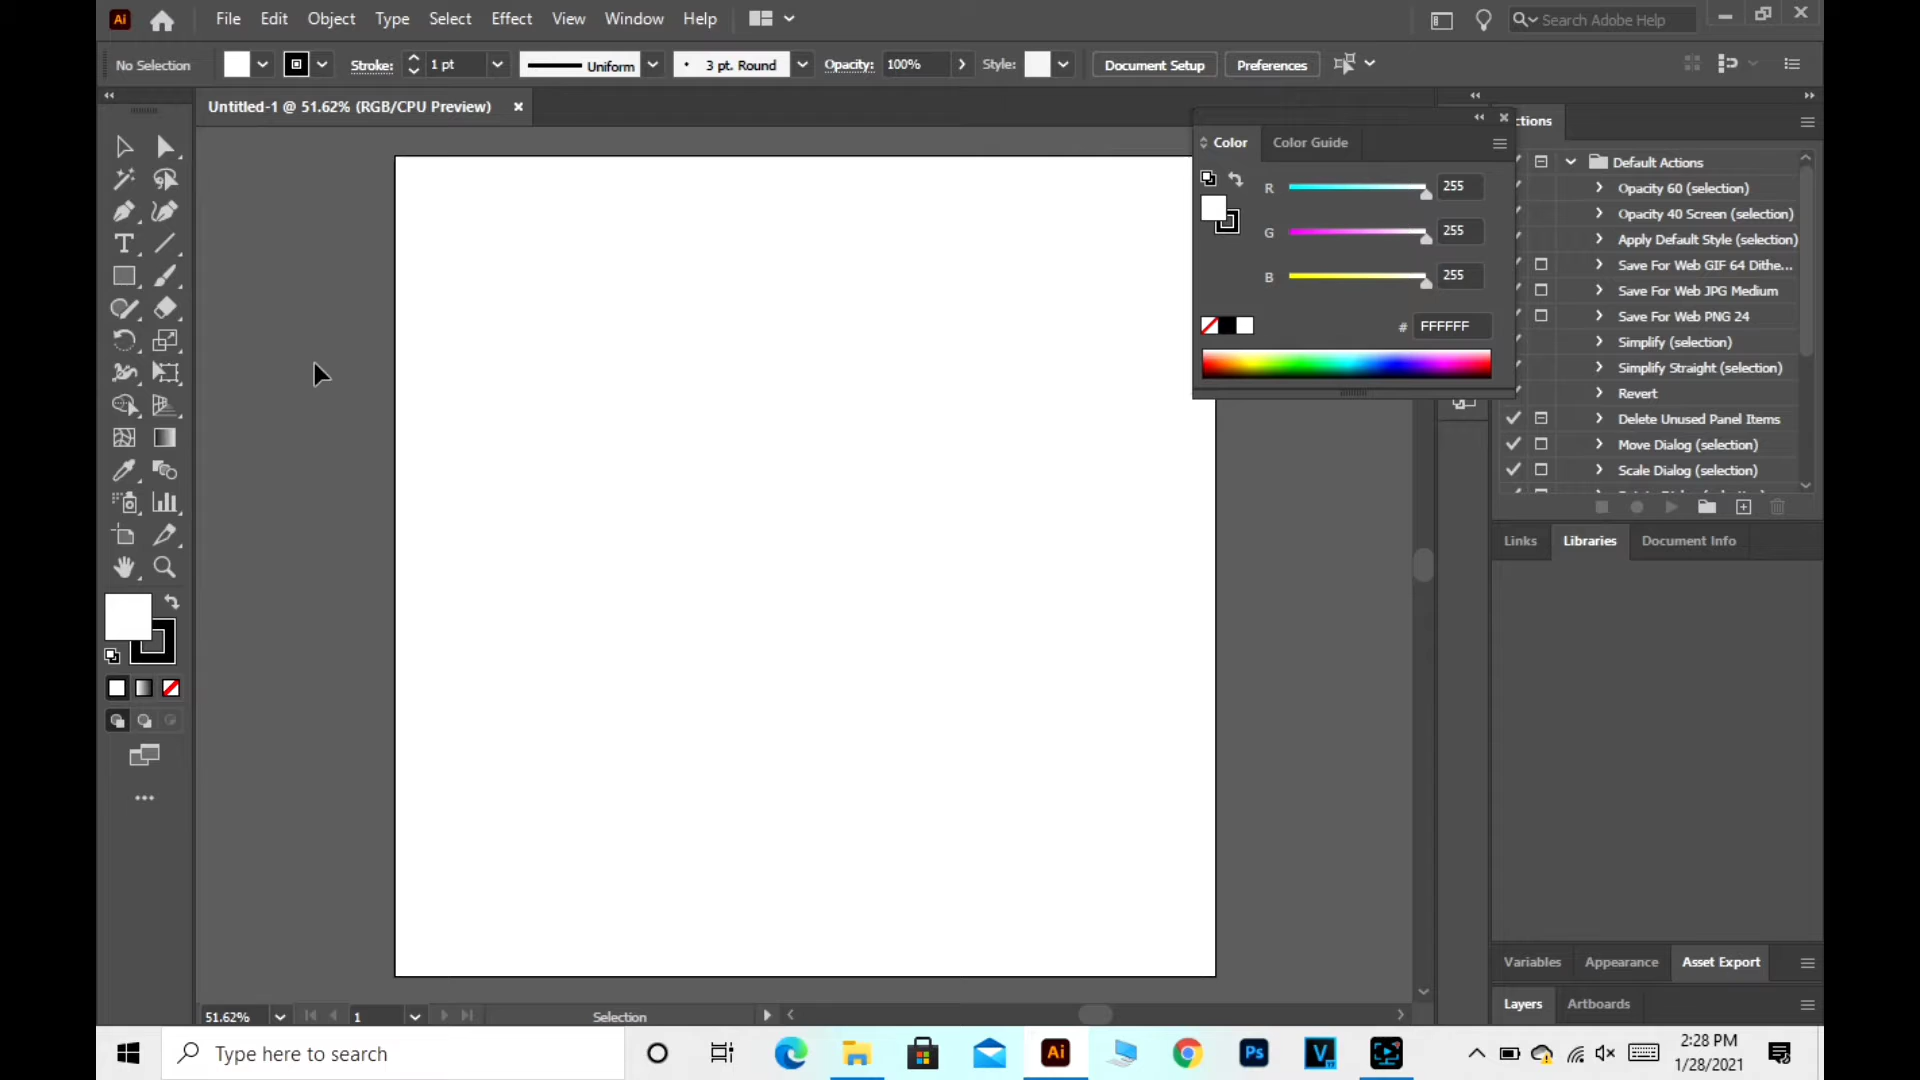 Ai File Edit Object Type Select Effect View Window Help Search Adobe Help
No Selection Stroke: 1 pt Uniform 3 pt. Round Opacity: 100% Style: Document Setup Preferences
Untitled-1 @ 51.62% (RGB/CPU Preview)
Color Color Guide
R 255
G 255
B 255
# FFFFFF
ctions
Default Actions
Opacity 60 (selection)
Opacity 40 Screen (selection)
Apply Default Style (selection)
Save For Web GIF 64 Dithe...
Save For Web JPG Medium
Save For Web PNG 24
Simplify (selection)
Simplify Straight (selection)
Revert
Delete Unused Panel Items
Move Dialog (selection)
Scale Dialog (selection)
Links Libraries Document Info
Variables Appearance Asset Export
Layers Artboards
51.62% 1 Selection
Type here to search Ai Ps V 2:28 PM
1/28/2021